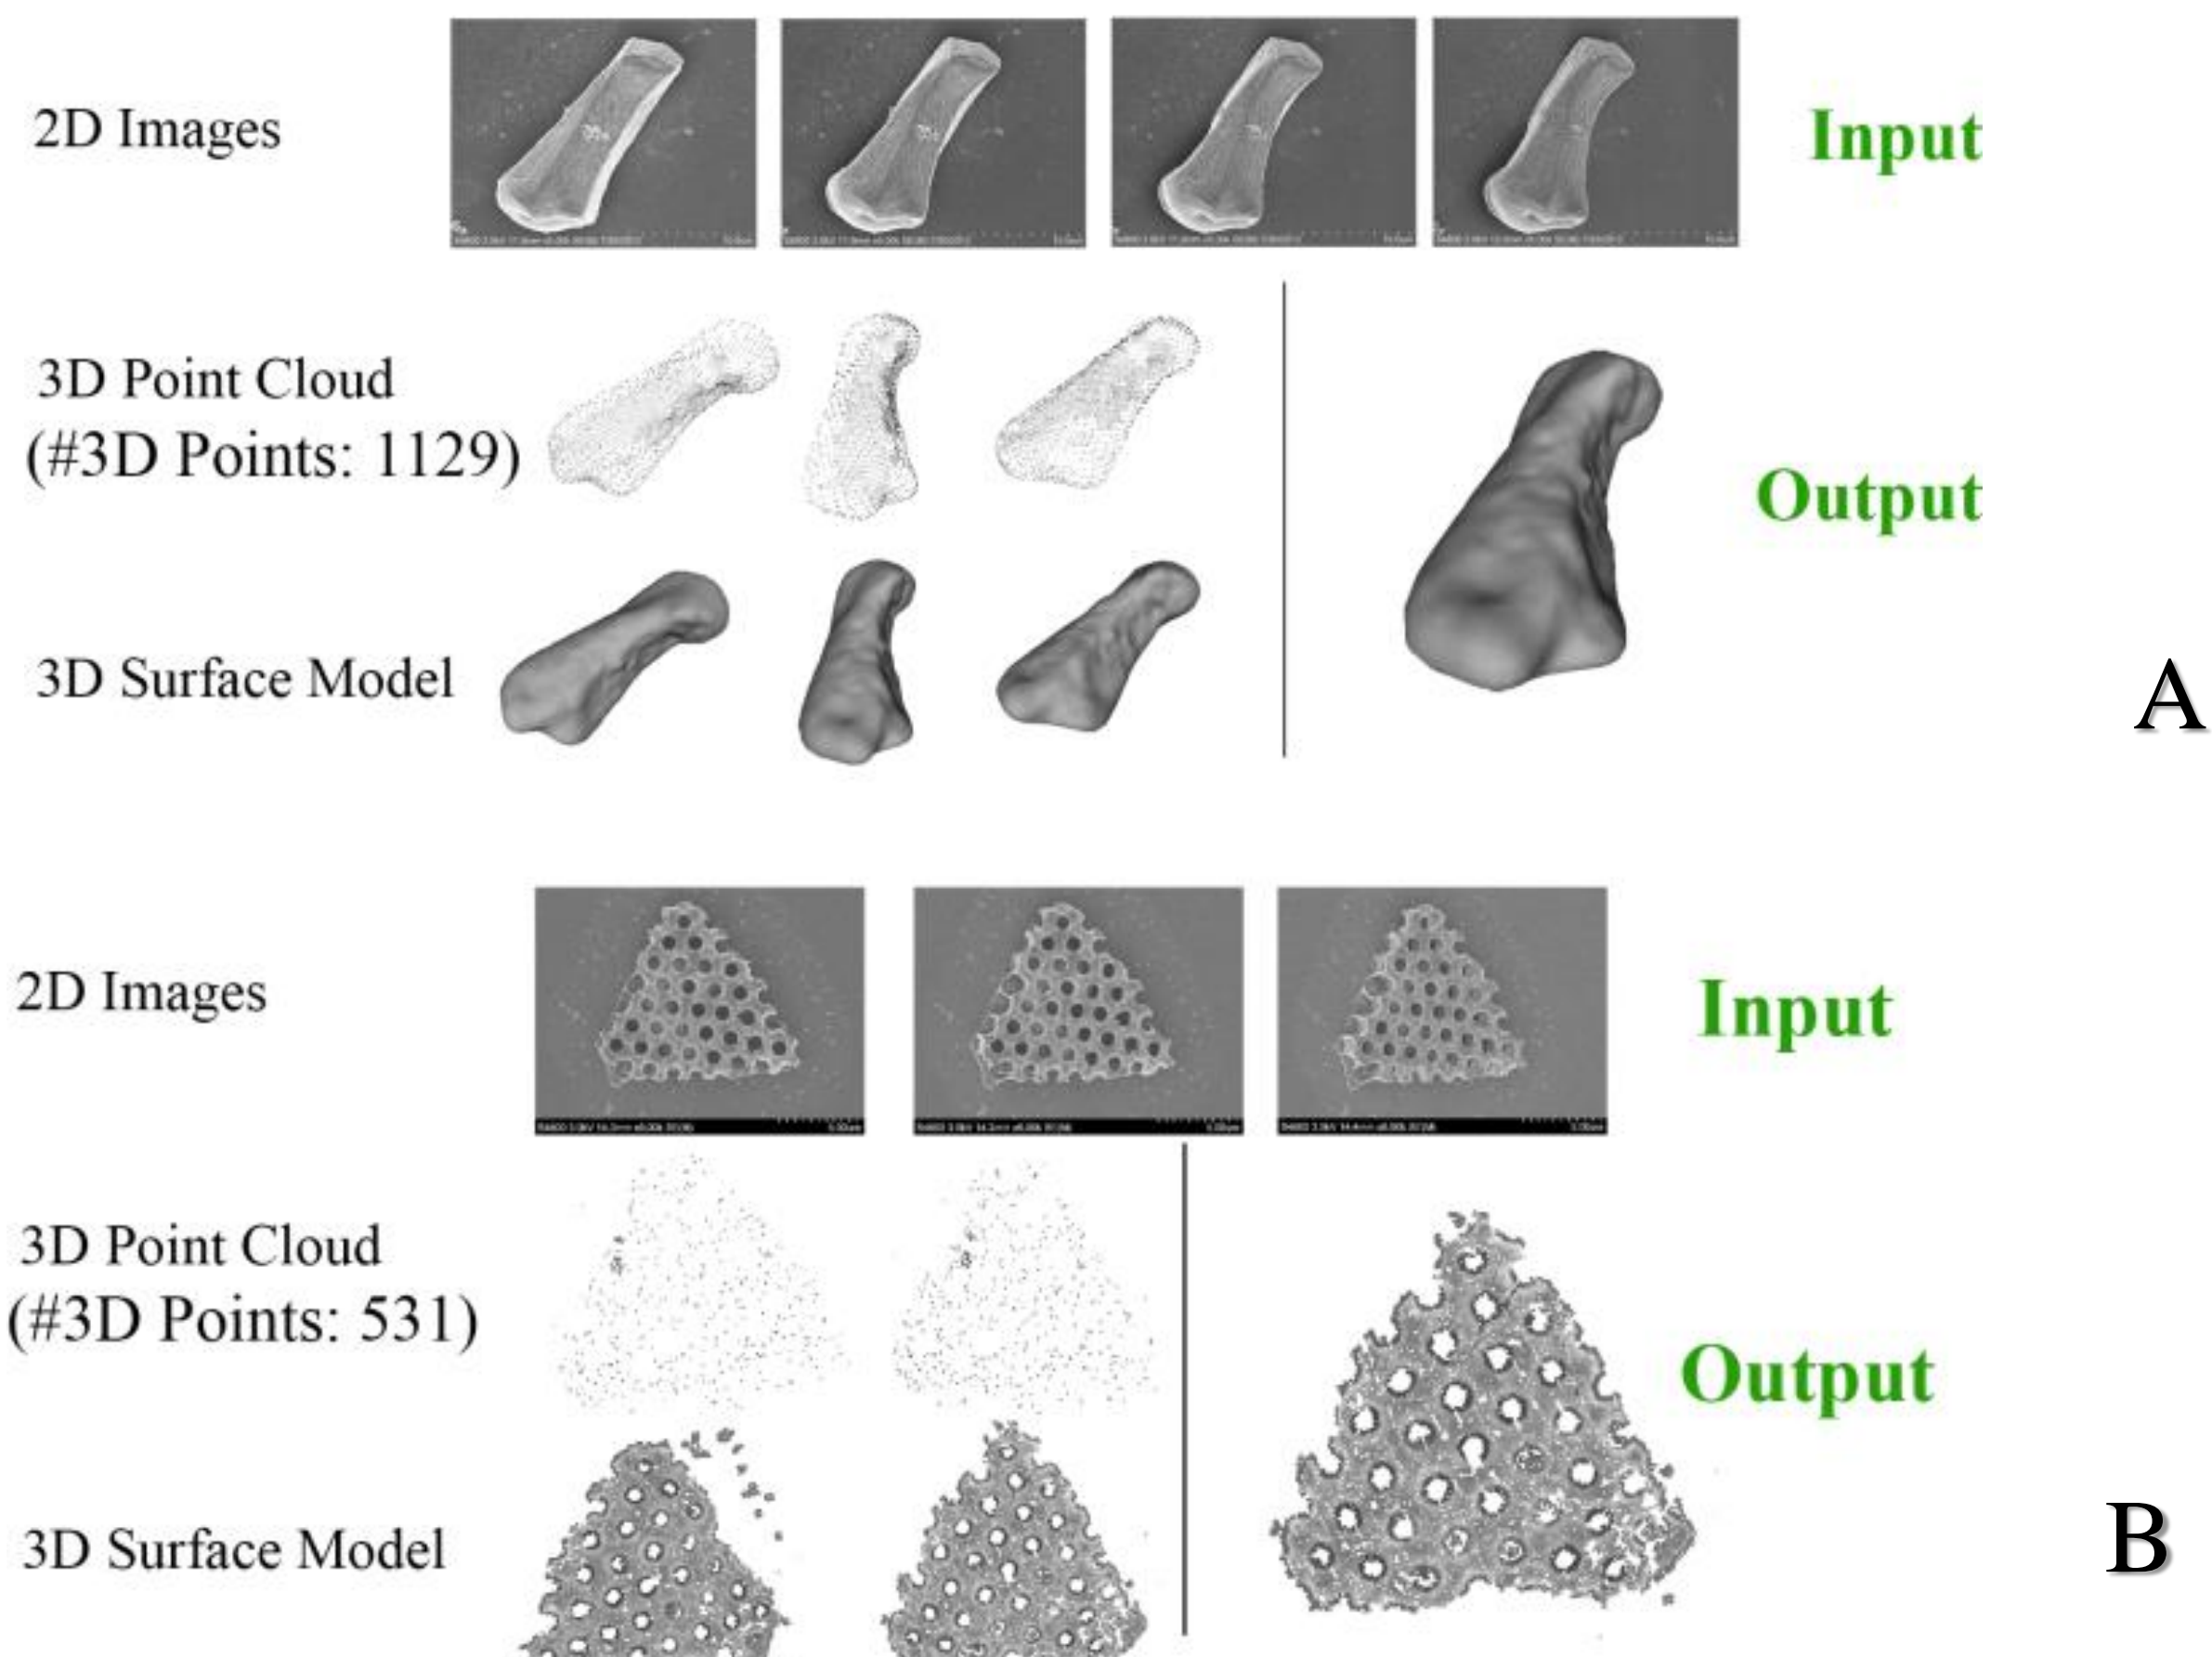 2D Images
Input
3D Point Cloud
(#3D Points: 1129)
Output
3D Surface Model
A
2D Images
Input
3D Point Cloud
(#3D Points: 531)
Output
3D Surface Model
B